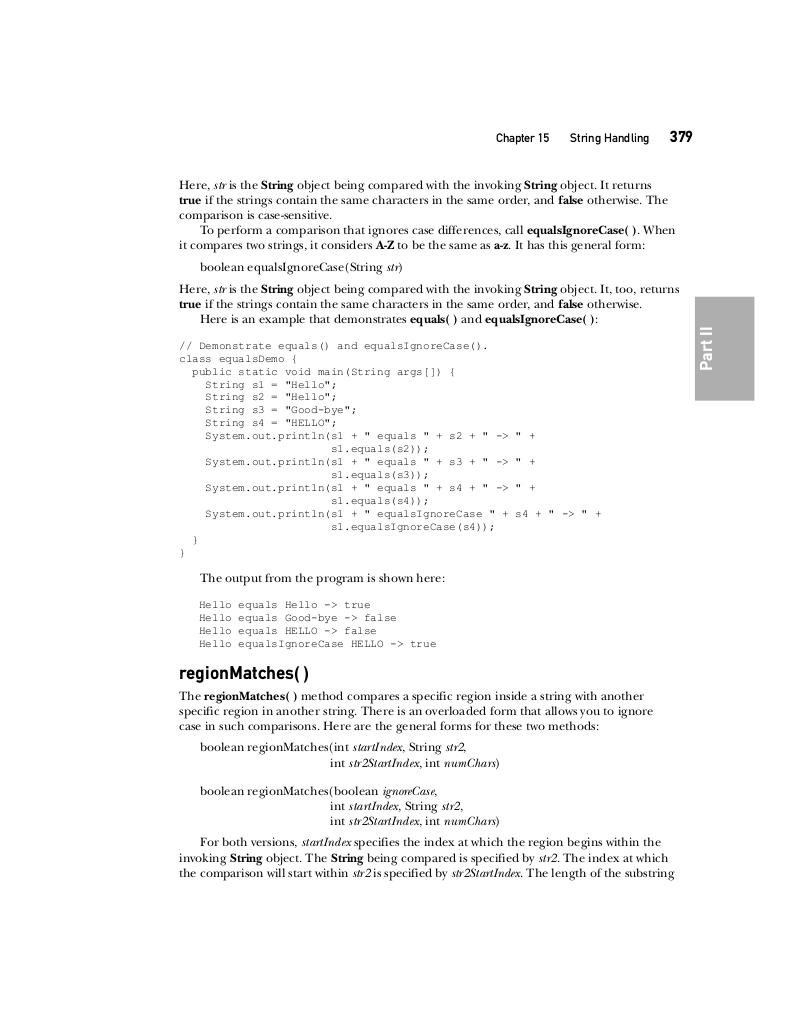 Chapter 15 String Handling 379
Here, str is the String object being compared with the invoking String object. It returns
true if the strings contain the same characters in the same order, and false otherwise. The
comparison is case-sensitive.
To perform a comparison that ignores case differences, call equalsIgnoreCase( ). When
it compares two strings, it considers A-Z to be the same as a-z. It has this general form:
boolean equalsIgnoreCase(String str)
Here, str is the String object being compared with the invoking String object. It, too, returns
true if the strings contain the same characters in the same order, and false otherwise.
Here is an example that demonstrates equals( ) and equalsIgnoreCase( ):
Part II
// Demonstrate equals() and equalsIgnoreCase().
class equalsDemo {
  public static void main(String args[]) {
    String s1 = "Hello";
    String s2 = "Hello";
    String s3 = "Good-bye";
    String s4 = "HELLO";
    System.out.println(s1 + " equals " + s2 + " -> " +
                       s1.equals(s2));
    System.out.println(s1 + " equals " + s3 + " -> " +
                       s1.equals(s3));
    System.out.println(s1 + " equals " + s4 + " -> " +
                       s1.equals(s4));
    System.out.println(s1 + " equalsIgnoreCase " + s4 + " -> " +
                       s1.equalsIgnoreCase(s4));
  }
}
The output from the program is shown here:
Hello equals Hello -> true
Hello equals Good-bye -> false
Hello equals HELLO -> false
Hello equalsIgnoreCase HELLO -> true
regionMatches( )
The regionMatches( ) method compares a specific region inside a string with another
specific region in another string. There is an overloaded form that allows you to ignore
case in such comparisons. Here are the general forms for these two methods:
boolean regionMatches(int startIndex, String str2,
int str2StartIndex, int numChars)
boolean regionMatches(boolean ignoreCase,
int startIndex, String str2,
int str2StartIndex, int numChars)
For both versions, startIndex specifies the index at which the region begins within the
invoking String object. The String being compared is specified by str2. The index at which
the comparison will start within str2 is specified by str2StartIndex. The length of the substring